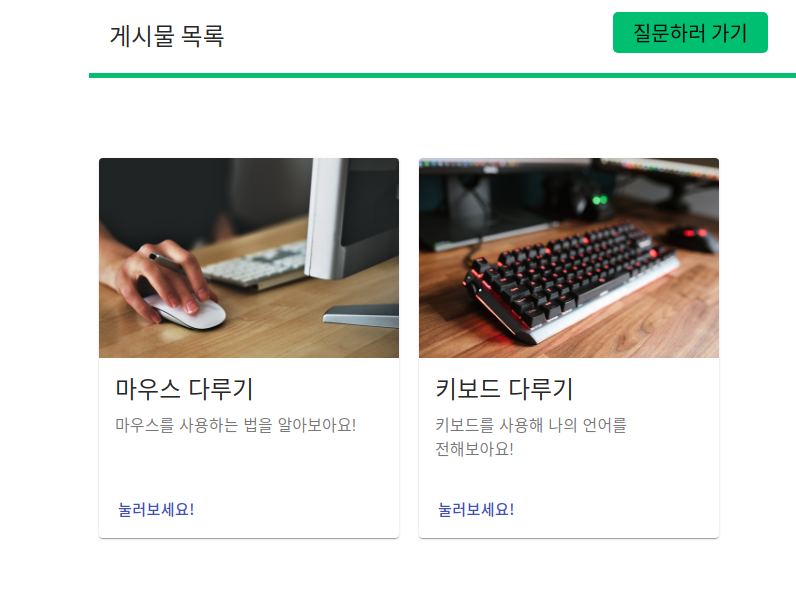 게시물 목록
질문하러 가기
마우스 다루기
마우스를 사용하는 법을 알아보아요!
눌러보세요!
키보드 다루기
키보드를 사용해 나의 언어를
전해보아요!
눌러보세요!